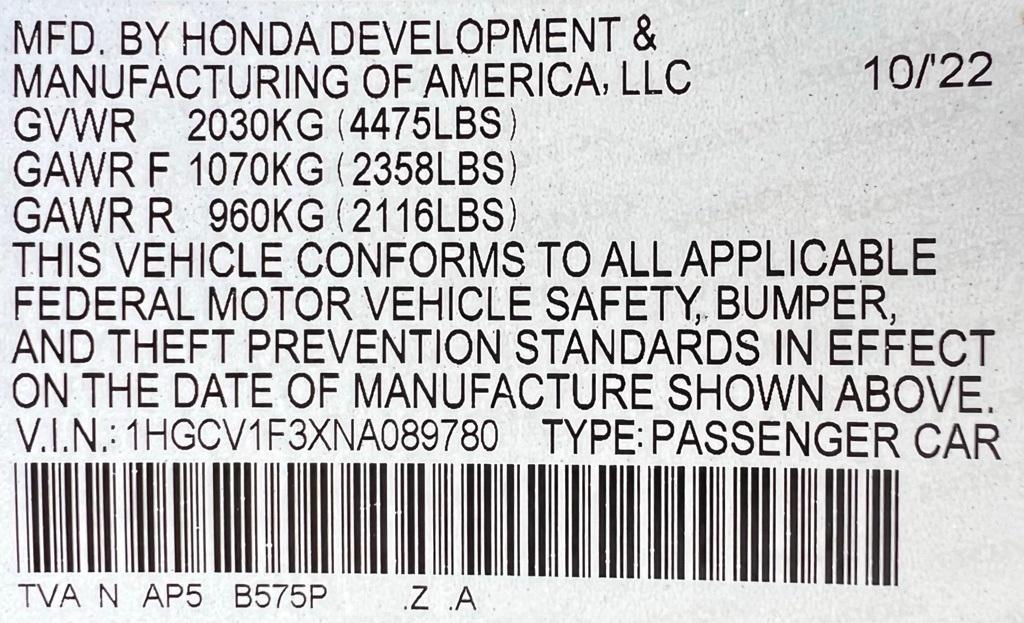 MFD. BY HONDA DEVELOPMENT &
MANUFACTURING OF AMERICA, LLC 10/'22
GVWR 2030KG (4475LBS)
GAWR F 1070KG (2358LBS)
GAWR R 960KG (2116LBS)
THIS VEHICLE CONFORMS TO ALL APPLICABLE
FEDERAL MOTOR VEHICLE SAFETY, BUMPER,
AND THEFT PREVENTION STANDARDS IN EFFECT
ON THE DATE OF MANUFACTURE SHOWN ABOVE.
V.I.N.: 1HGCV1F3XNA089780 TYPE: PASSENGER CAR
TVA N AP5 B575P .Z .A